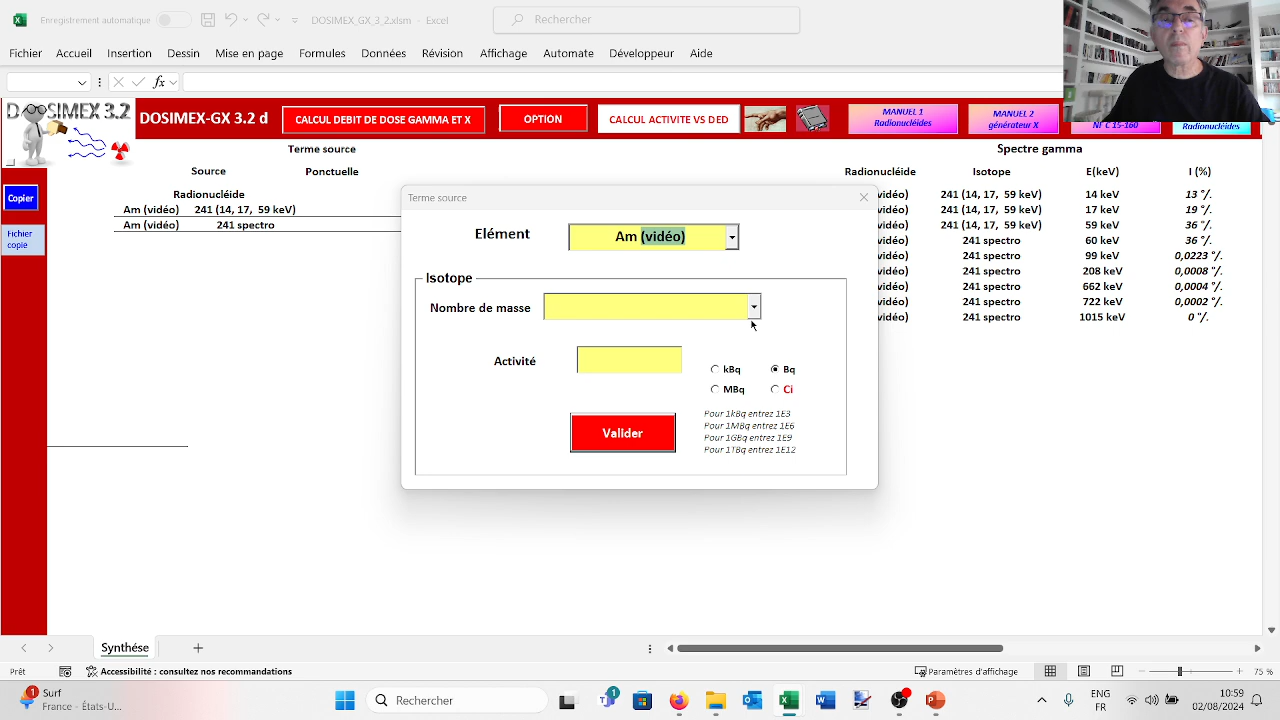 Enregistrement automatique
DOSIMEX_GX_3_2.xlsm - Excel
Rechercher
Fichier Accueil Insertion Dessin Mise en page Formules Données Révision Affichage Automate Développeur Aide
fx
DOSIMEX 3.2
DOSIMEX-GX 3.2 d
CALCUL DEBIT DE DOSE GAMMA ET X
OPTION
CALCUL ACTIVITE VS DED
MANUEL 1
Radionucléides
MANUEL 2
générateur X
NF C 15-160
Radionucléides
Terme source
Spectre gamma
Source Ponctuelle
Radionucléide Isotope E(keV) I (%)
Copier
Fichier
copie
Radionucléide
Am (vidéo) 241 (14, 17, 59 keV)
Am (vidéo) 241 spectro
vidéo) 241 (14, 17, 59 keV) 14 keV 13 °/.
vidéo) 241 (14, 17, 59 keV) 17 keV 19 °/.
vidéo) 241 (14, 17, 59 keV) 59 keV 36 °/.
vidéo) 241 spectro 60 keV 36 °/.
vidéo) 241 spectro 99 keV 0,0223 °/.
vidéo) 241 spectro 208 keV 0,0008 °/.
vidéo) 241 spectro 662 keV 0,0004 °/.
vidéo) 241 spectro 722 keV 0,0002 °/.
vidéo) 241 spectro 1015 keV 0 °/.
Terme source
Elément Am (vidéo)
Isotope
Nombre de masse
Activité
kBq Bq
MBq Ci
Valider
Pour 1kBq entrez 1E3
Pour 1MBq entrez 1E6
Pour 1GBq entrez 1E9
Pour 1TBq entrez 1E12
Synthése
Prêt
Accessibilité : consultez nos recommandations
Paramètres d'affichage
75 %
1
Surf
France - États-U...
Rechercher
1
ENG
FR
10:59
02/08/2024